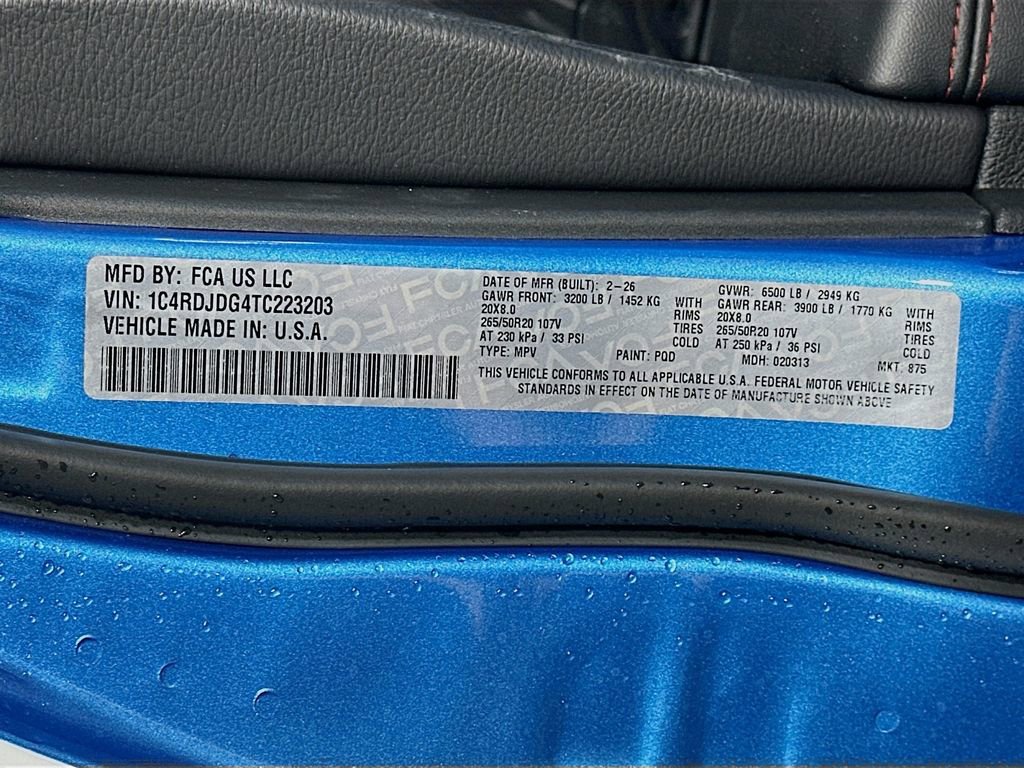 MFD BY: FCA US LLC
VIN: 1C4RDJDG4TC223203
VEHICLE MADE IN: U.S.A.
DATE OF MFR (BUILT): 2-26 GVWR: 6500 LB / 2949 KG
GAWR FRONT: 3200 LB / 1452 KG WITH GAWR REAR: 3900 LB / 1770 KG WITH
20X8.0 RIMS 20X8.0 RIMS
265/50R20 107V TIRES 265/50R20 107V TIRES
AT 230 kPa / 33 PSI COLD AT 250 kPa / 36 PSI COLD
TYPE: MPV PAINT: PQD MDH: 020313 MKT: 875
THIS VEHICLE CONFORMS TO ALL APPLICABLE U.S.A. FEDERAL MOTOR VEHICLE SAFETY
STANDARDS IN EFFECT ON THE DATE OF MANUFACTURE SHOWN ABOVE